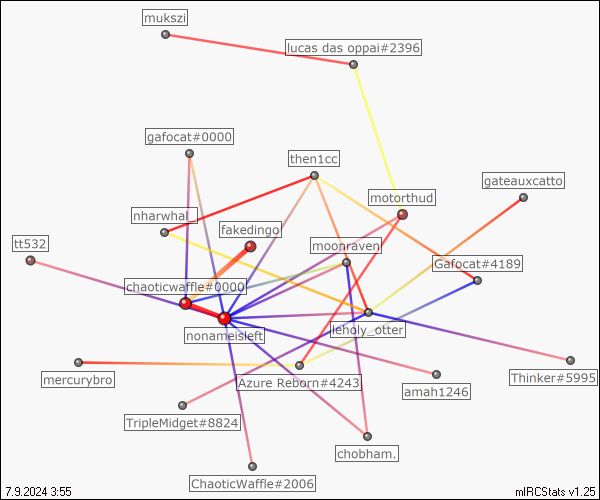 mukszi
lucas das oppai#2396
gafocat#0000
then1cc
gateauxcatto
motorthud
nharwhal_
fakedingo
tt532
moonraven
Gafocat#4189
chaoticwaffle#0000
nonameisleft
leholy_otter
mercurybro
Azure Reborn#4243
amah1246
Thinker#5995
TripleMidget#8824
chobham.
ChaoticWaffle#2006
7.9.2024 3:55
mIRCStats v1.25